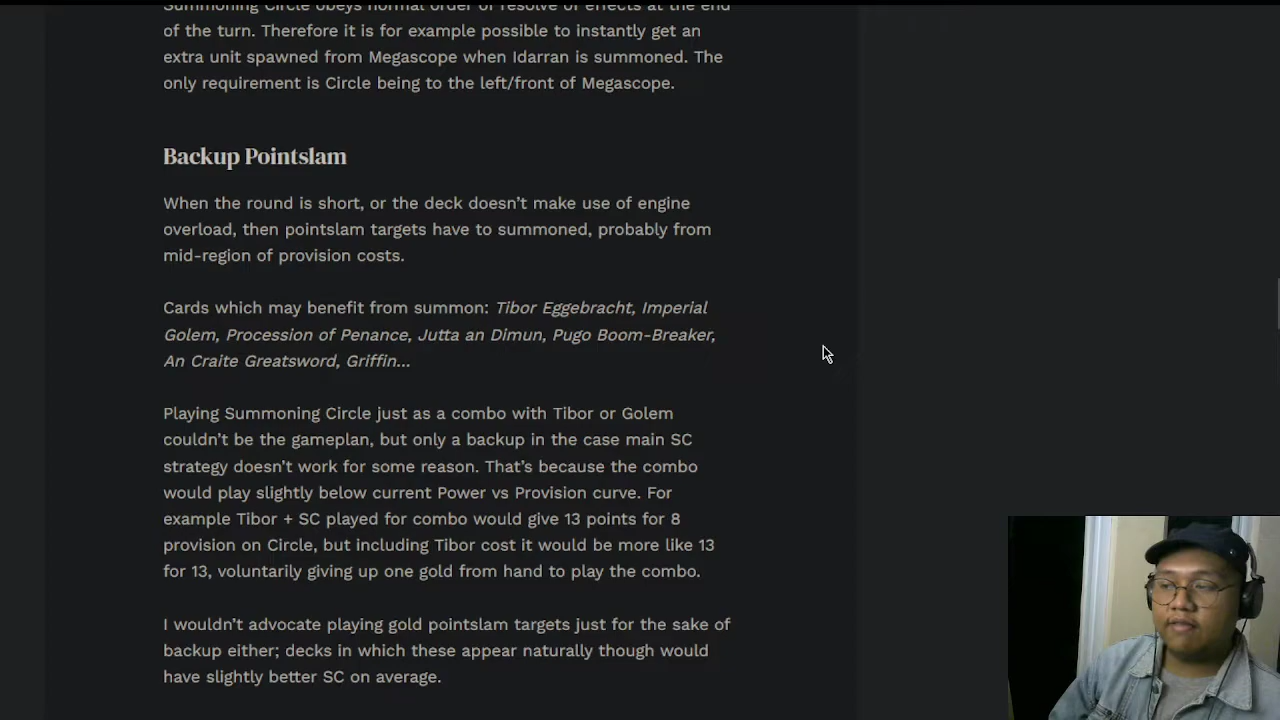 Summoning Circle obeys normal order of resolve of effects at the end
of the turn. Therefore it is for example possible to instantly get an
extra unit spawned from Megascope when Idarran is summoned. The
only requirement is Circle being to the left/front of Megascope.
Backup Pointslam
When the round is short, or the deck doesn't make use of engine
overload, then pointslam targets have to summoned, probably from
mid-region of provision costs.
Cards which may benefit from summon: Tibor Eggebracht, Imperial
Golem, Procession of Penance, Jutta an Dimun, Pugo Boom-Breaker,
An Craite Greatsword, Griffin...
Playing Summoning Circle just as a combo with Tibor or Golem
couldn't be the gameplan, but only a backup in the case main SC
strategy doesn't work for some reason. That's because the combo
would play slightly below current Power vs Provision curve. For
example Tibor + SC played for combo would give 13 points for 8
provision on Circle, but including Tibor cost it would be more like 13
for 13, voluntarily giving up one gold from hand to play the combo.
I wouldn't advocate playing gold pointslam targets just for the sake of
backup either; decks in which these appear naturally though would
have slightly better SC on average.